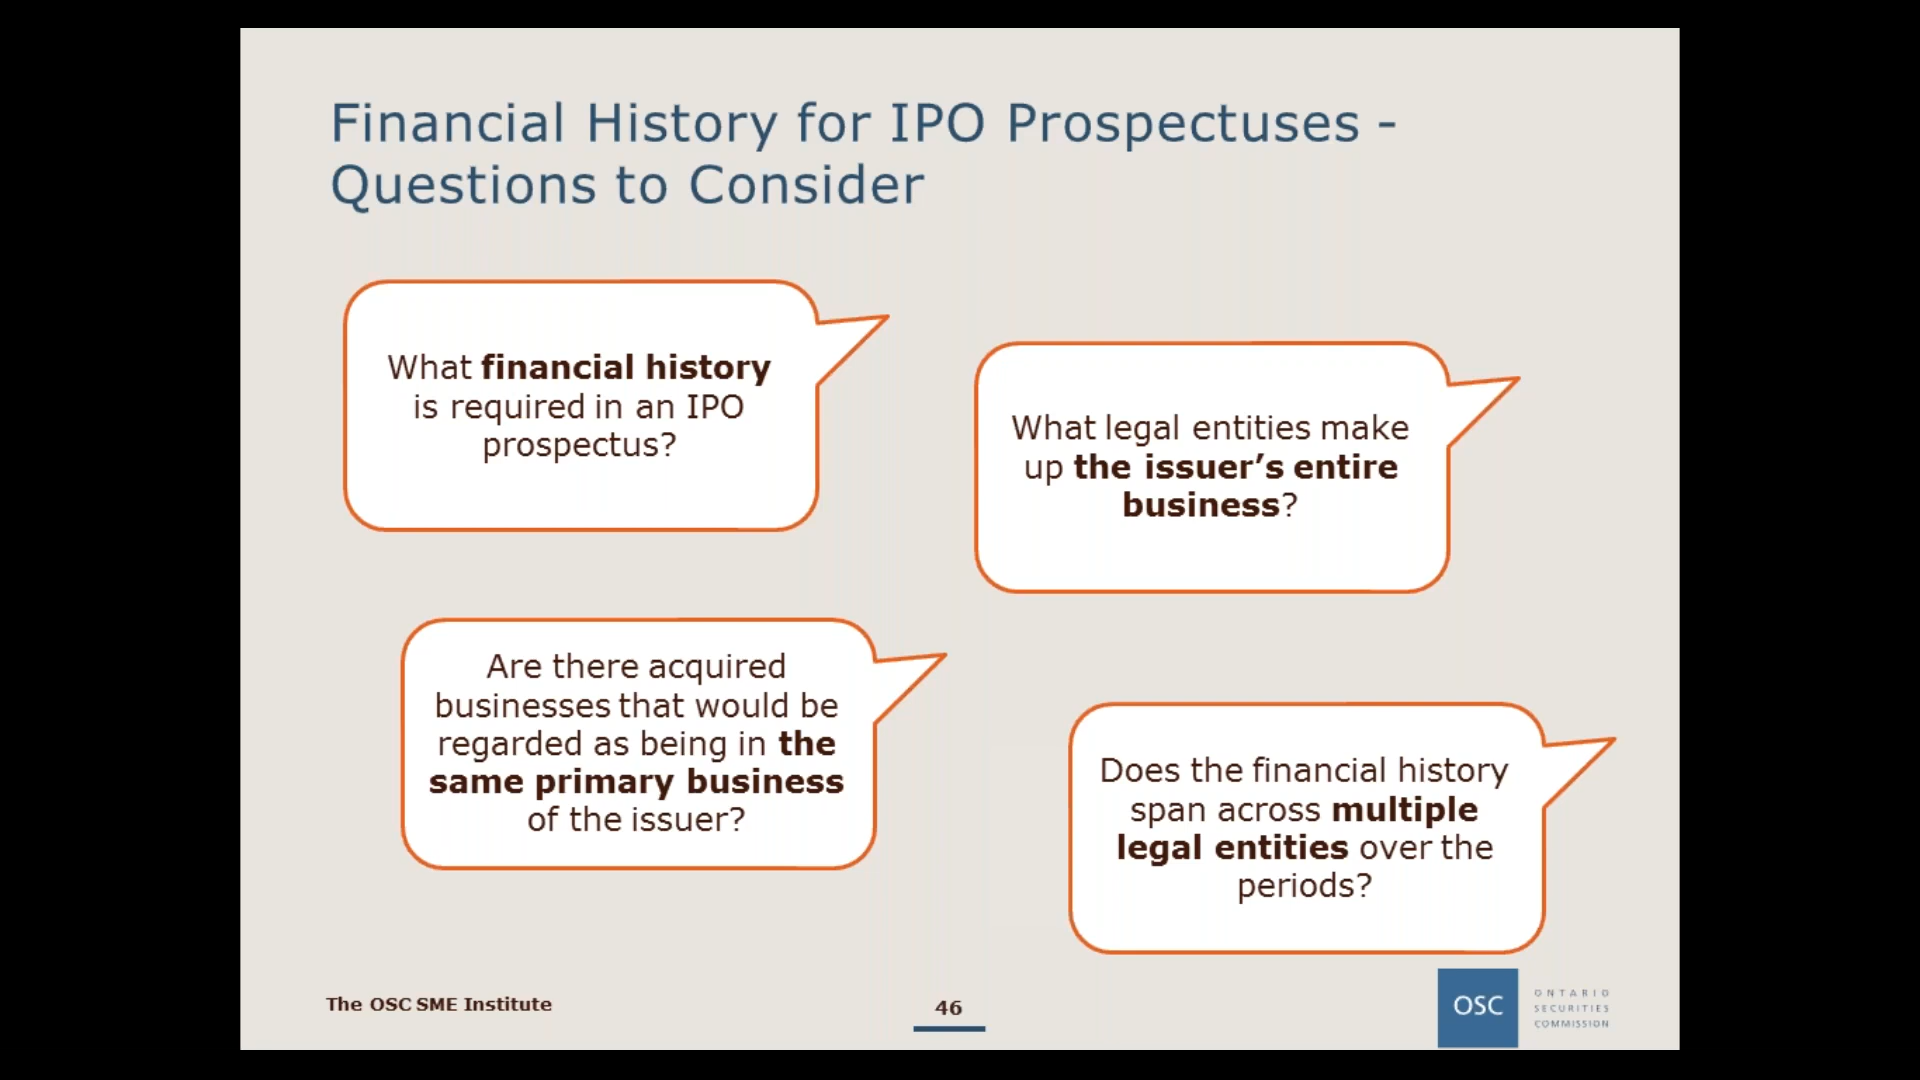 Financial History for IPO Prospectuses -
Questions to Consider
What financial history
is required in an IPO
prospectus?
What legal entities make
up the issuer’s entire
business?
Are there acquired
businesses that would be
regarded as being in the
same primary business
of the issuer?
Does the financial history
span across multiple
legal entities over the
periods?
The OSC SME Institute
46
OSC
ONTARIO
SECURITIES
COMMISSION